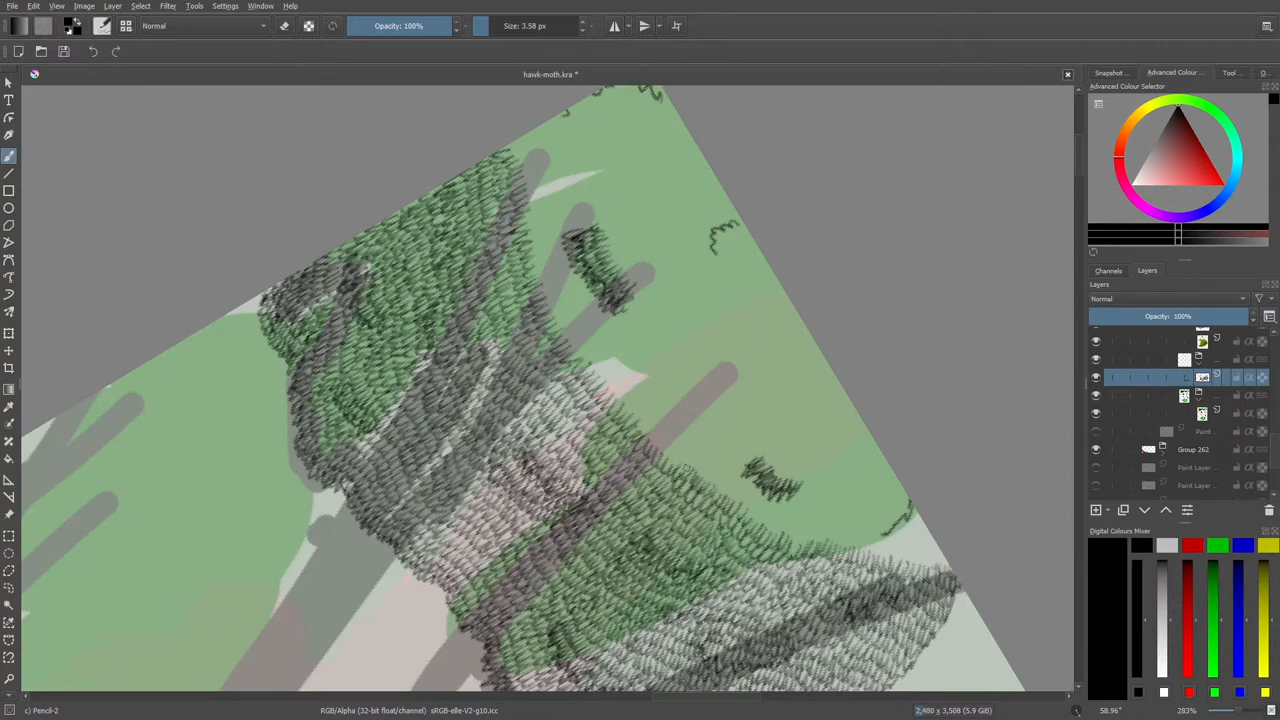 File Edit View Image Layer Select Filter Tools Settings Window Help
Normal Opacity: 100% Size: 3.58 px
hawk-moth.kra *
Snapshot ... Advanced Colour ... Tool ... O...
Advanced Colour Selector
Channels Layers
Layers
Normal
Opacity: 100%
Paint ...
Group 262
Paint Layer ...
Paint Layer ...
Digital Colours Mixer
c) Pencil-2 RGB/Alpha (32-bit float/channel) sRGB-elle-V2-g10.icc 2,480 x 3,508 (5.9 GiB) 58.96° 283%